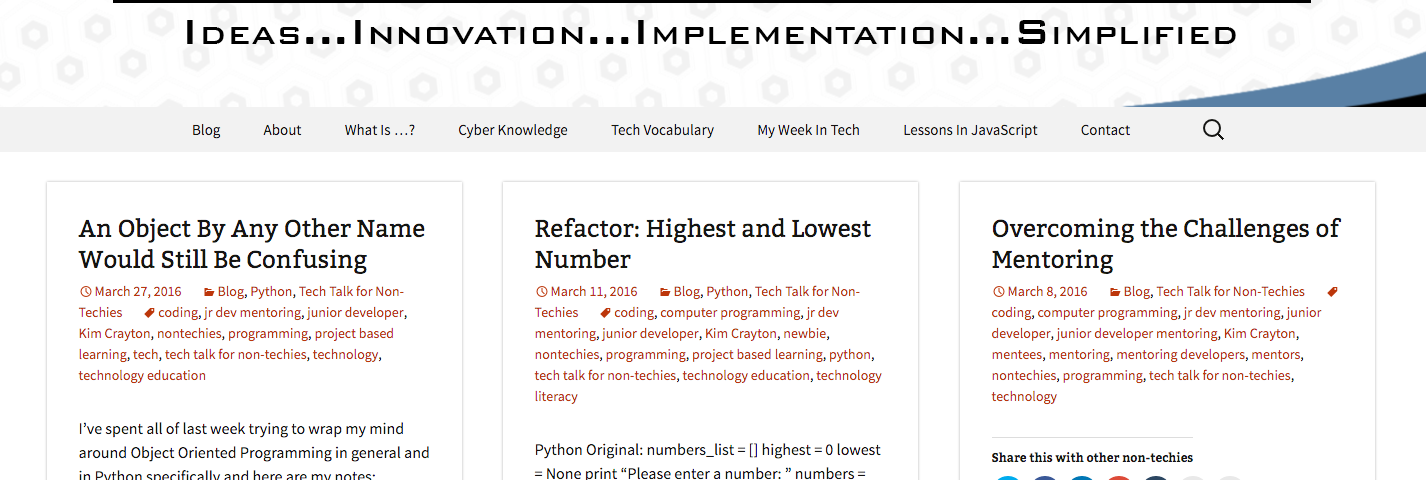 Ideas...Innovation...Implementation...Simplified
Blog About What Is …? Cyber Knowledge Tech Vocabulary My Week In Tech Lessons In JavaScript Contact
An Object By Any Other Name
Would Still Be Confusing
March 27, 2016 Blog, Python, Tech Talk for Non-
Techies coding, jr dev mentoring, junior developer,
Kim Crayton, nontechies, programming, project based
learning, tech, tech talk for non-techies, technology,
technology education
I’ve spent all of last week trying to wrap my mind
around Object Oriented Programming in general and
in Python specifically and here are my notes:
Refactor: Highest and Lowest
Number
March 11, 2016 Blog, Python, Tech Talk for Non-
Techies coding, computer programming, jr dev
mentoring, junior developer, Kim Crayton, newbie,
nontechies, programming, project based learning, python,
tech talk for non-techies, technology education, technology
literacy
Python Original: numbers_list = [] highest = 0 lowest
= None print “Please enter a number: ” numbers =
Overcoming the Challenges of
Mentoring
March 8, 2016 Blog, Tech Talk for Non-Techies
coding, computer programming, jr dev mentoring, junior
developer, junior developer mentoring, Kim Crayton,
mentees, mentoring, mentoring developers, mentors,
nontechies, programming, tech talk for non-techies,
technology
Share this with other non-techies